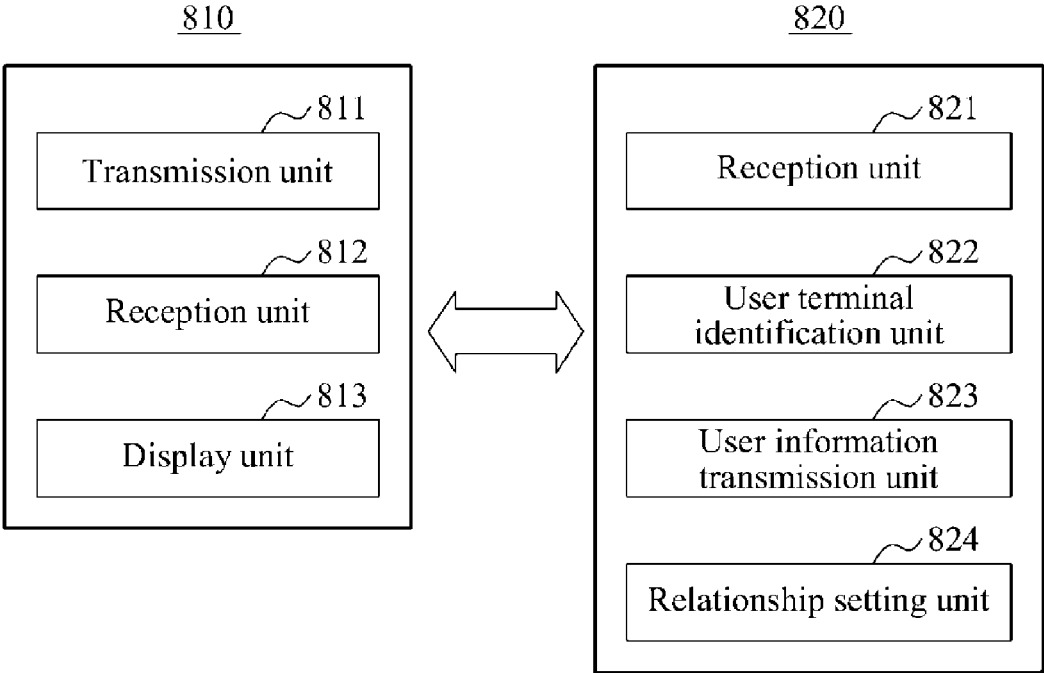 810
811
Transmission unit
812
Reception unit
813
Display unit
820
821
Reception unit
822
User terminal
identification unit
823
User information
transmission unit
824
Relationship setting unit